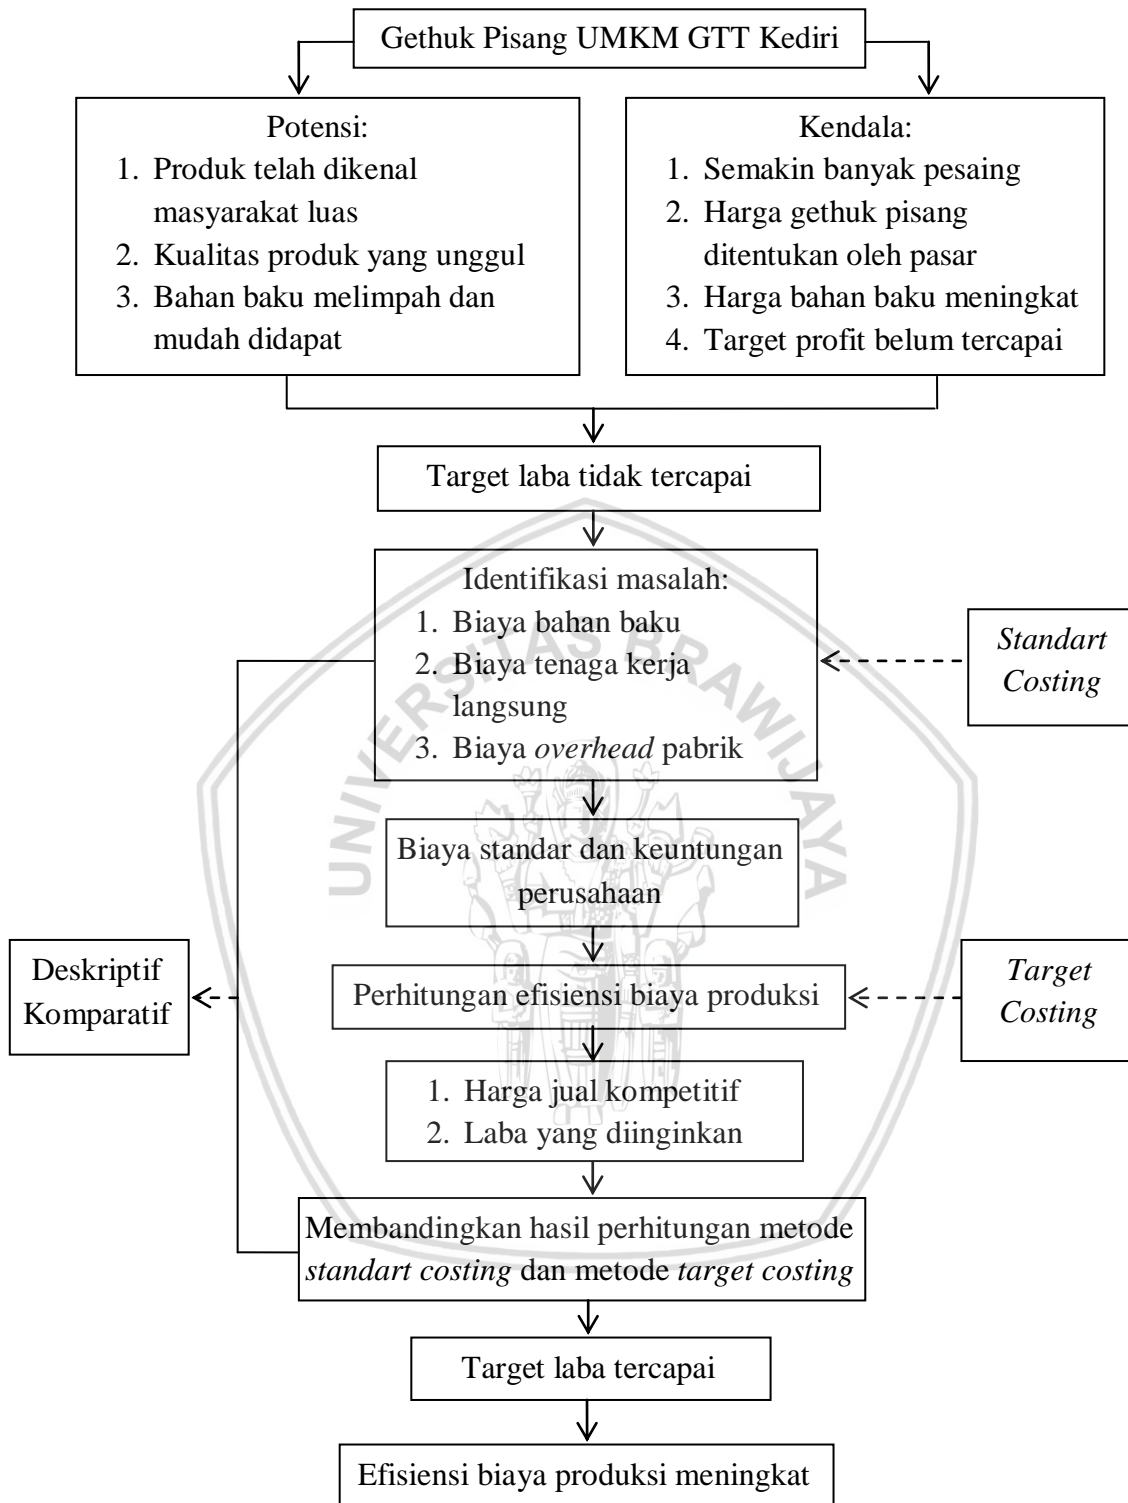 Gethuk Pisang UMKM GTT Kediri
Potensi:
1. Produk telah dikenal
masyarakat luas
2. Kualitas produk yang unggul
3. Bahan baku melimpah dan
mudah didapat
Kendala:
1. Semakin banyak pesaing
2. Harga gethuk pisang
ditentukan oleh pasar
3. Harga bahan baku meningkat
4. Target profit belum tercapai
Target laba tidak tercapai
Identifikasi masalah:
1. Biaya bahan baku
2. Biaya tenaga kerja
langsung
3. Biaya overhead pabrik
Standart
Costing
Biaya standar dan keuntungan
perusahaan
Deskriptif
Komparatif
Perhitungan efisiensi biaya produksi
Target
Costing
1. Harga jual kompetitif
2. Laba yang diinginkan
Membandingkan hasil perhitungan metode
standart costing dan metode target costing
Target laba tercapai
Efisiensi biaya produksi meningkat
UNIVERSITAS BRAWIJAYA